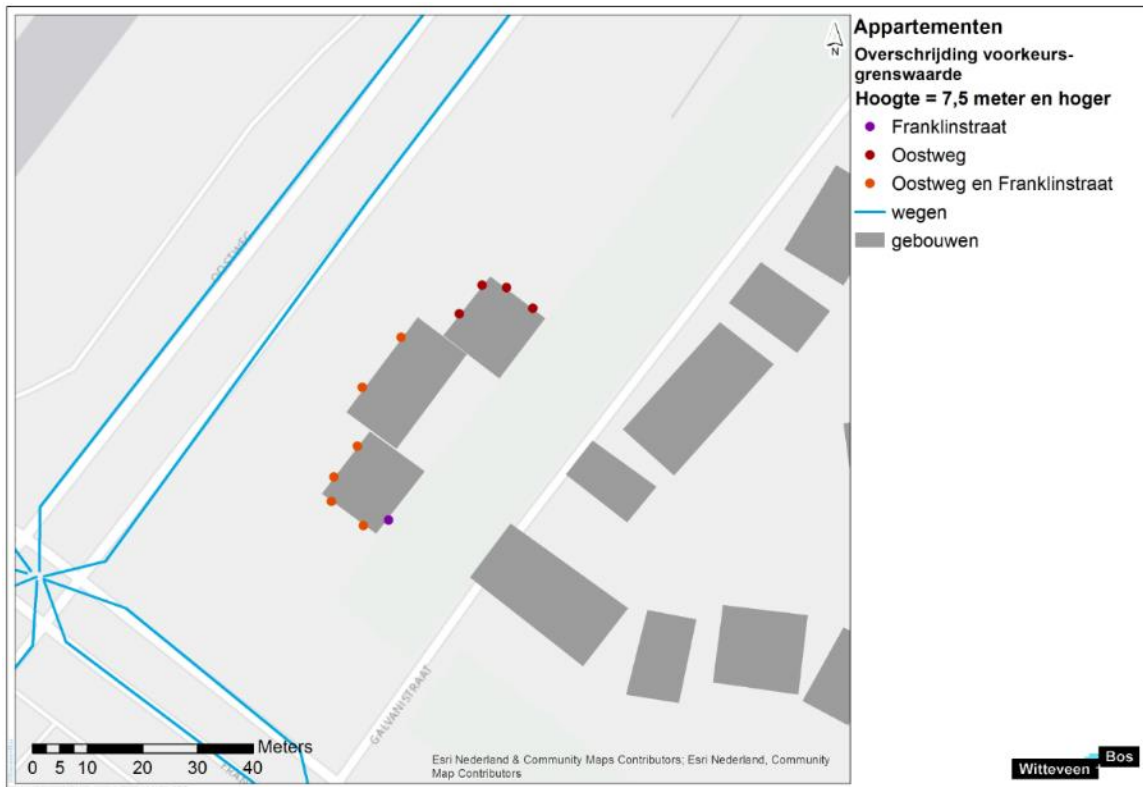 Appartementen
Overschrijding voorkeurs-
grenswaarde
Hoogte = 7,5 meter en hoger
Franklinstraat
Oostweg
Oostweg en Franklinstraat
wegen
gebouwen
N
OOSTWEG
GALVANISTRAAT
Meters
0 5 10 20 30 40
Esri Nederland & Community Maps Contributors; Esri Nederland, Community
Map Contributors
Witteveen
Bos